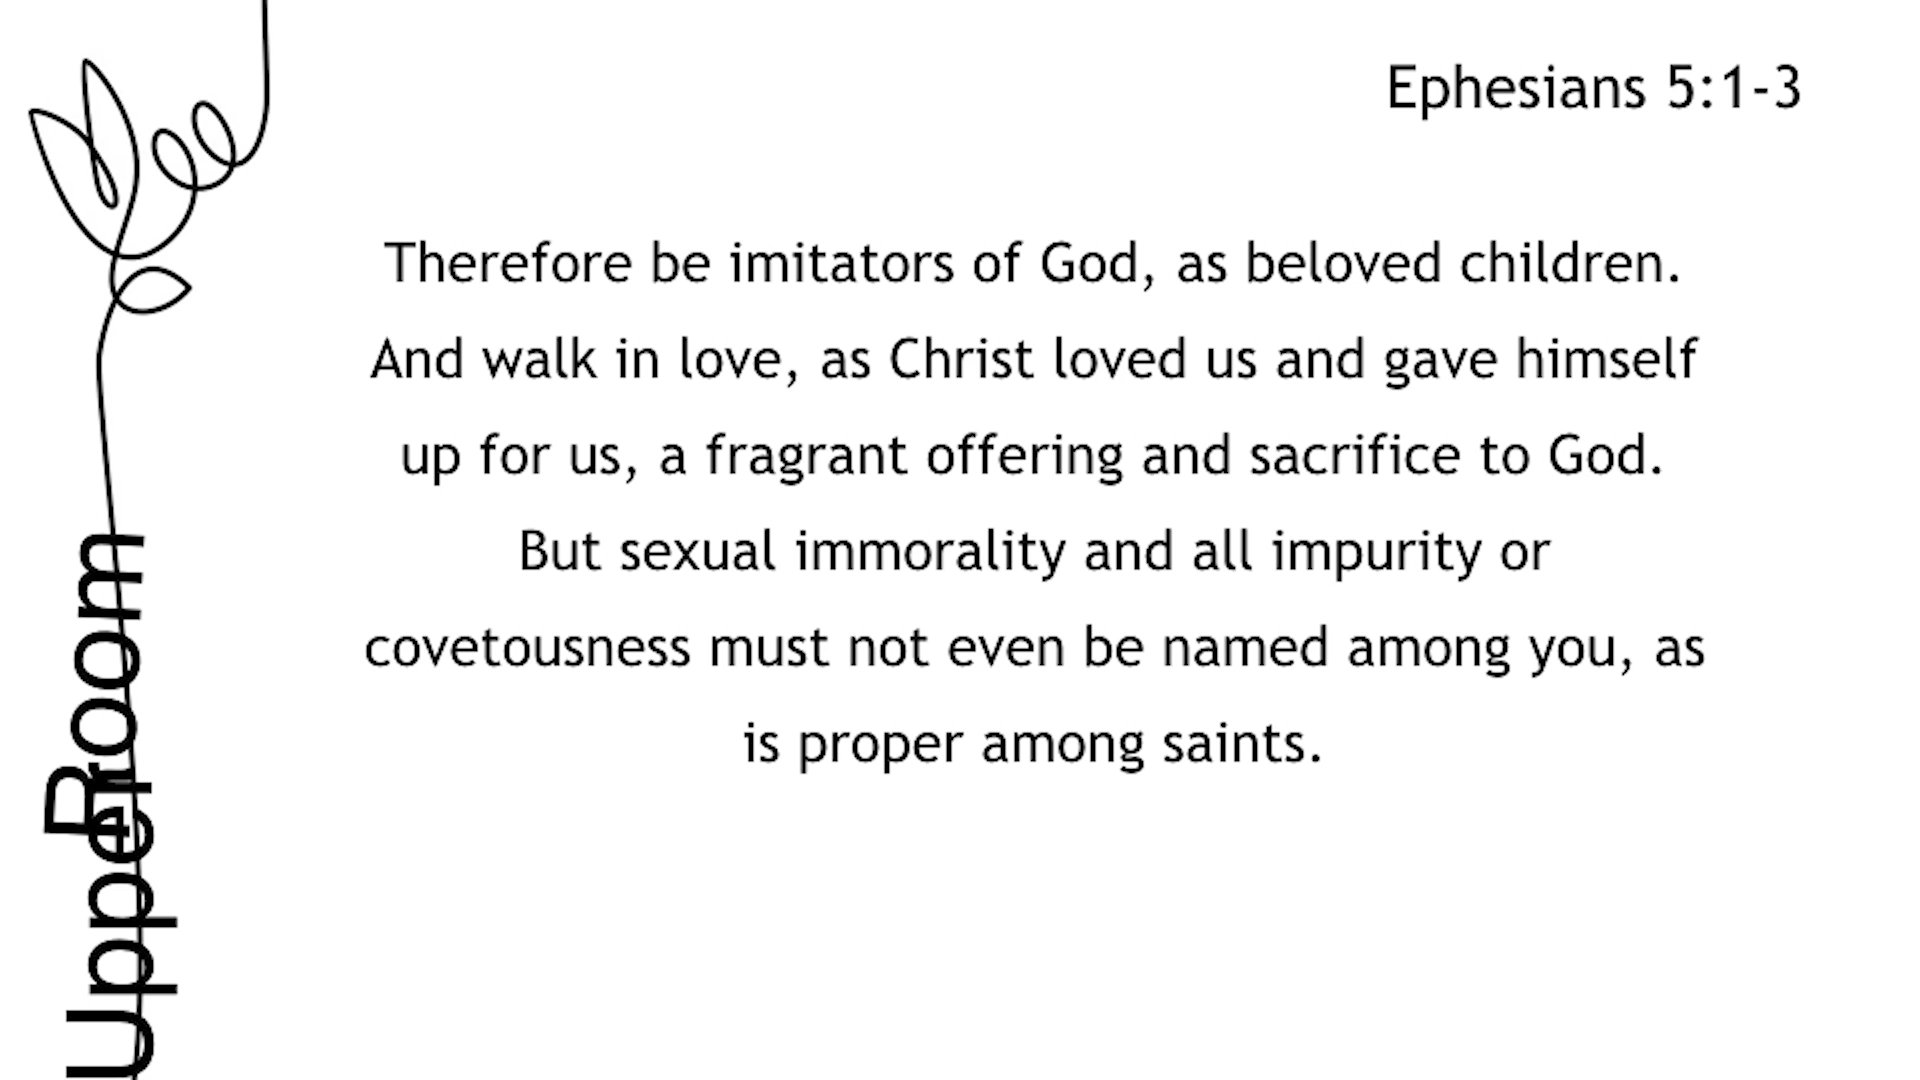 Ephesians 5:1-3
Therefore be imitators of God, as beloved children.
And walk in love, as Christ loved us and gave himself
up for us, a fragrant offering and sacrifice to God.
But sexual immorality and all impurity or
covetousness must not even be named among you, as
is proper among saints.
Upper
Room